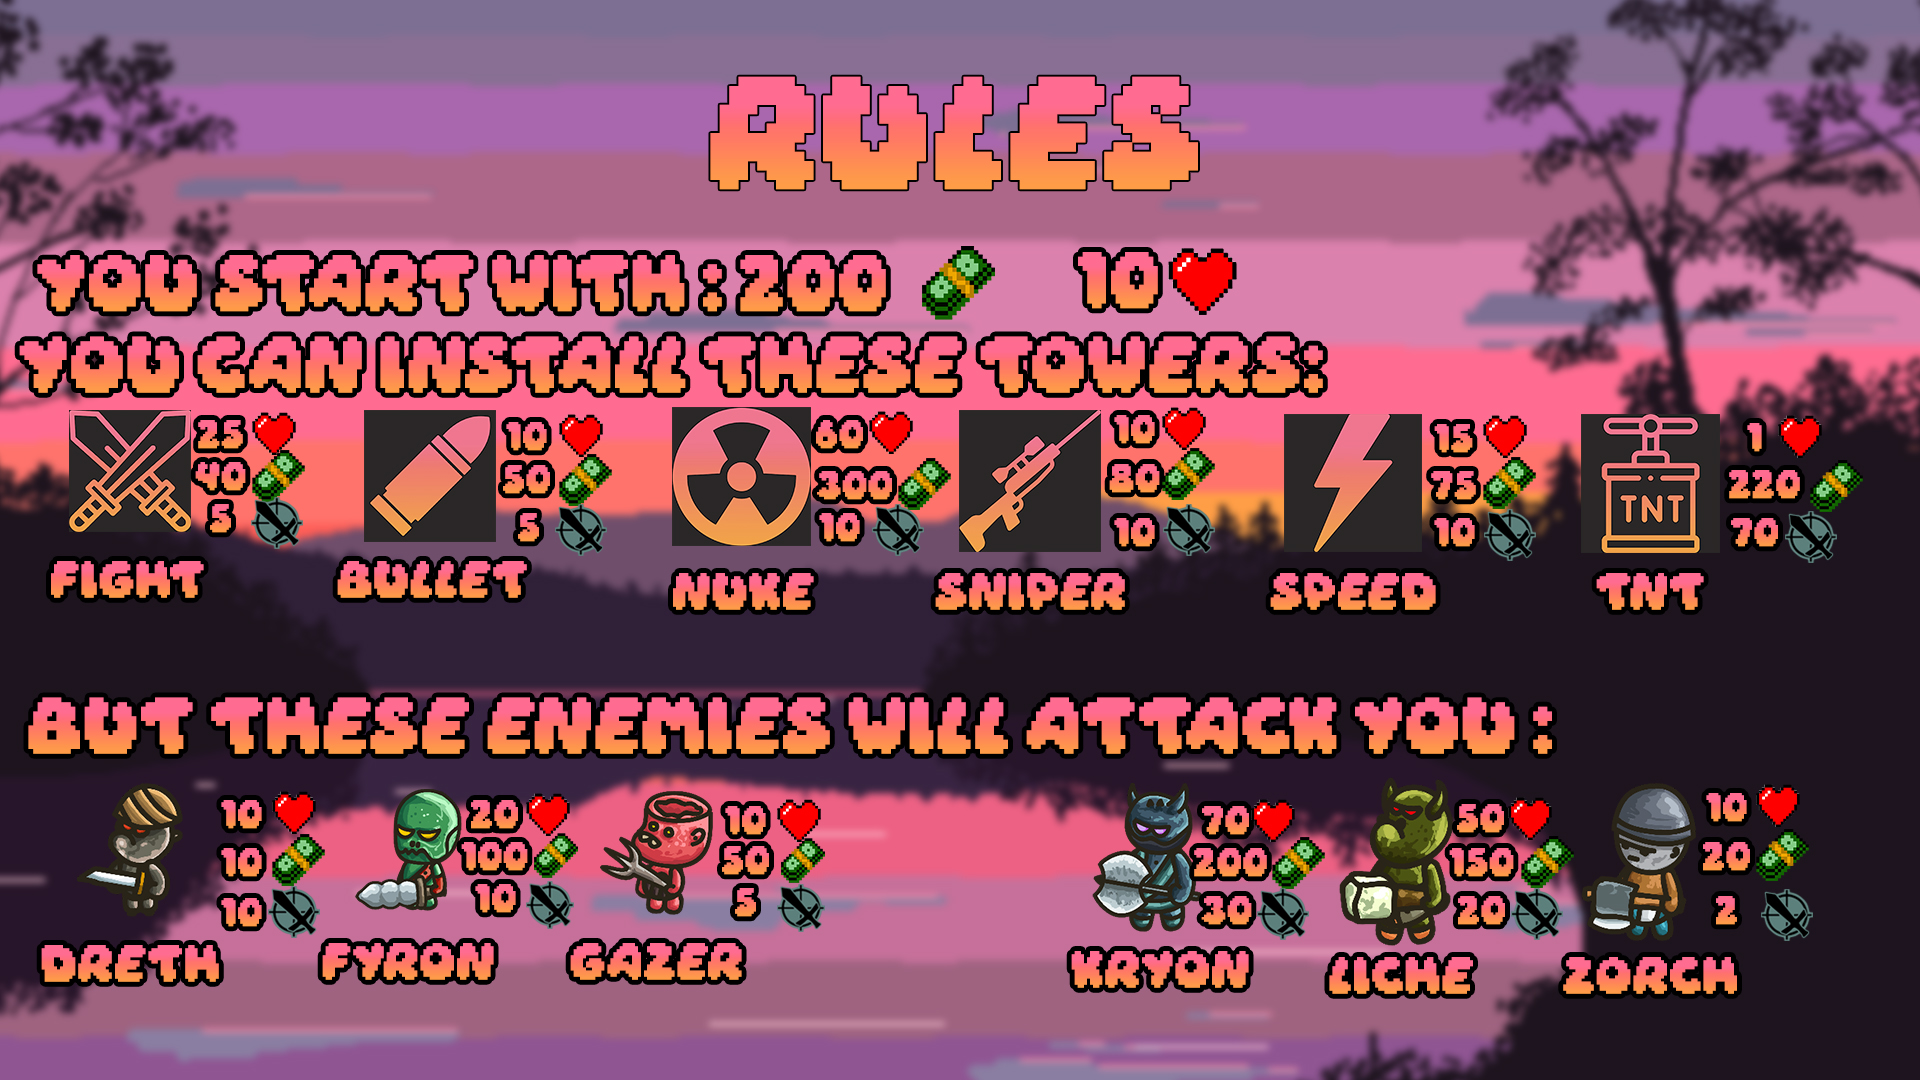 RULES
YOU START WITH : 200 10
YOU CAN INSTALL THESE TOWERS:
25 10 60 10 15 1
40 50 300 80 75 220
5 5 10 10 10 70
TNT
FIGHT BULLET NUKE SNIPER SPEED TNT
BUT THESE ENEMIES WILL ATTACK YOU :
10 20 10 70 50 10
10 100 50 200 150 20
10 10 5 30 20 2
DRETH FYRON GAZER KRYON LICHE ZORCH